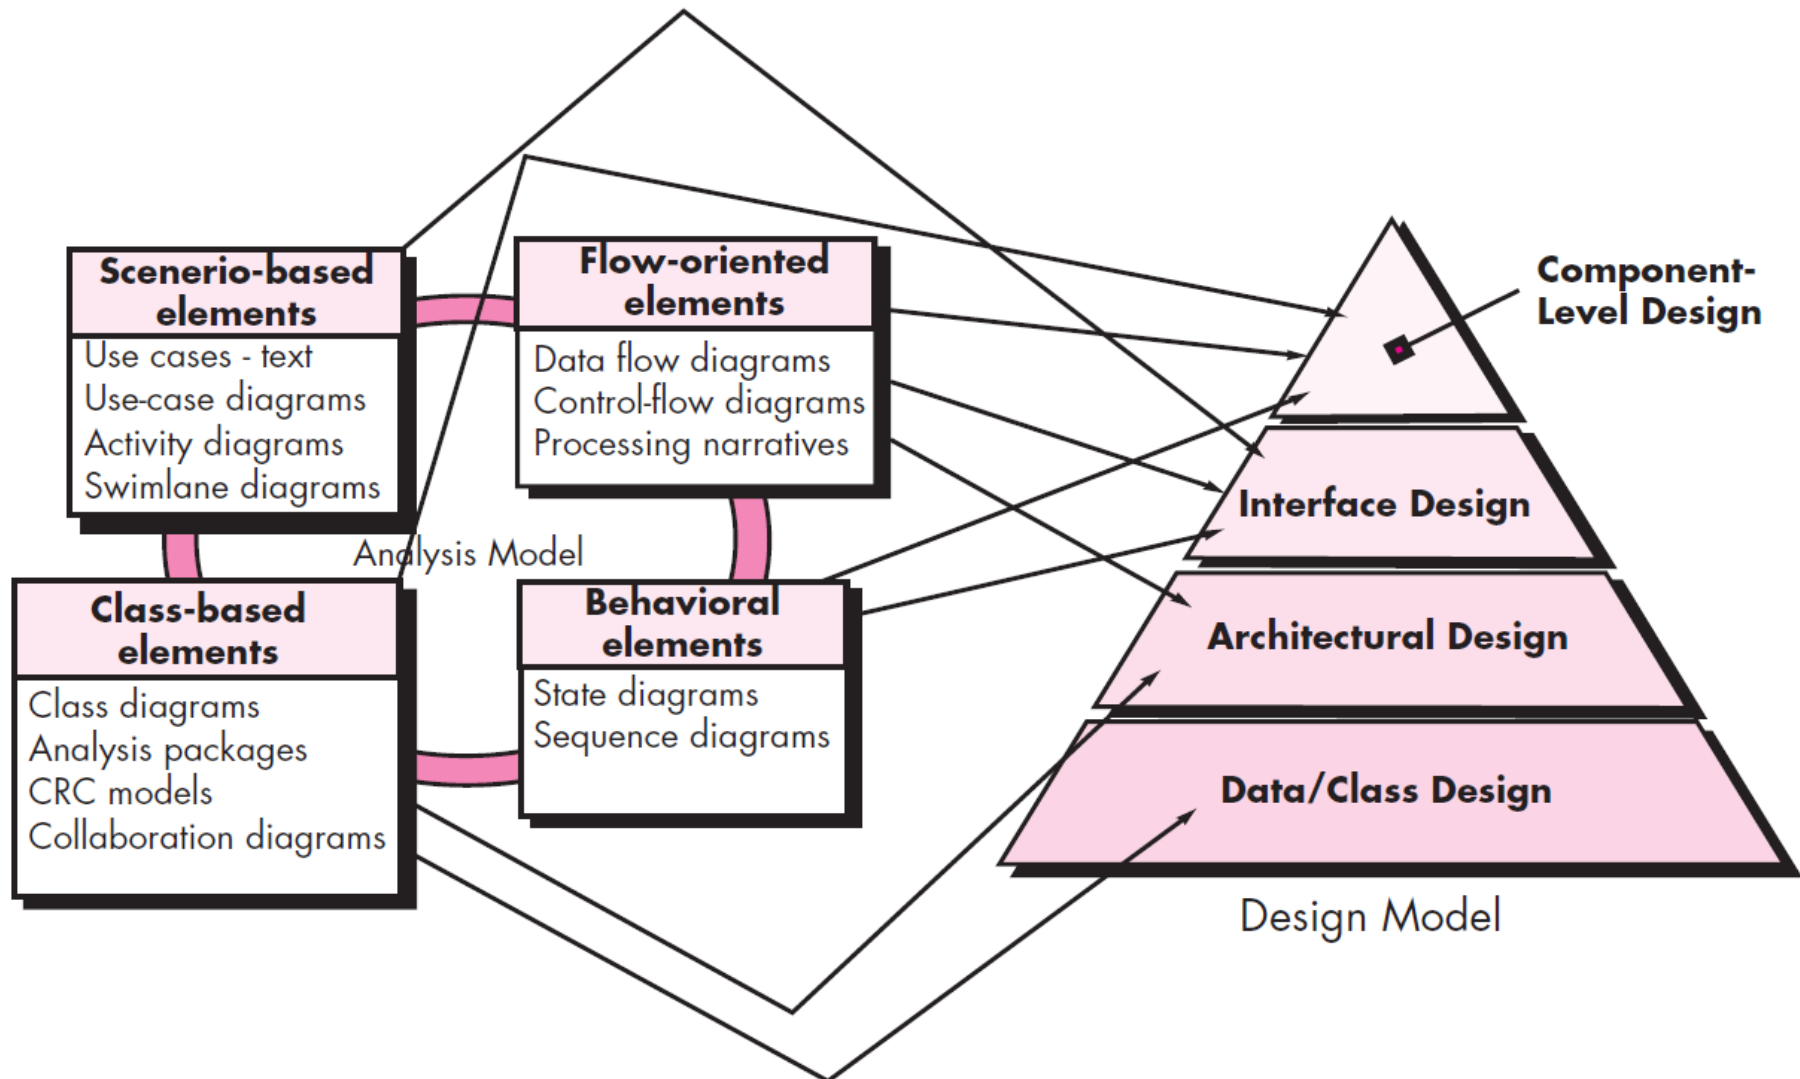 Scenerio-based
elements
Use cases - text
Use-case diagrams
Activity diagrams
Swimlane diagrams
Flow-oriented
elements
Data flow diagrams
Control-flow diagrams
Processing narratives
Analysis Model
Class-based
elements
Class diagrams
Analysis packages
CRC models
Collaboration diagrams
Behavioral
elements
State diagrams
Sequence diagrams
Component-
Level Design
Interface Design
Architectural Design
Data/Class Design
Design Model